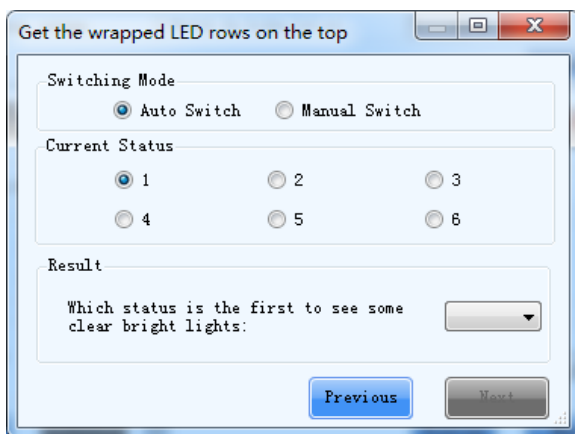 Get the wrapped LED rows on the top
Switching Mode
Auto Switch Manual Switch
Current Status
1 2 3
4 5 6
Result
Which status is the first to see some
clear bright lights:
Previous Next